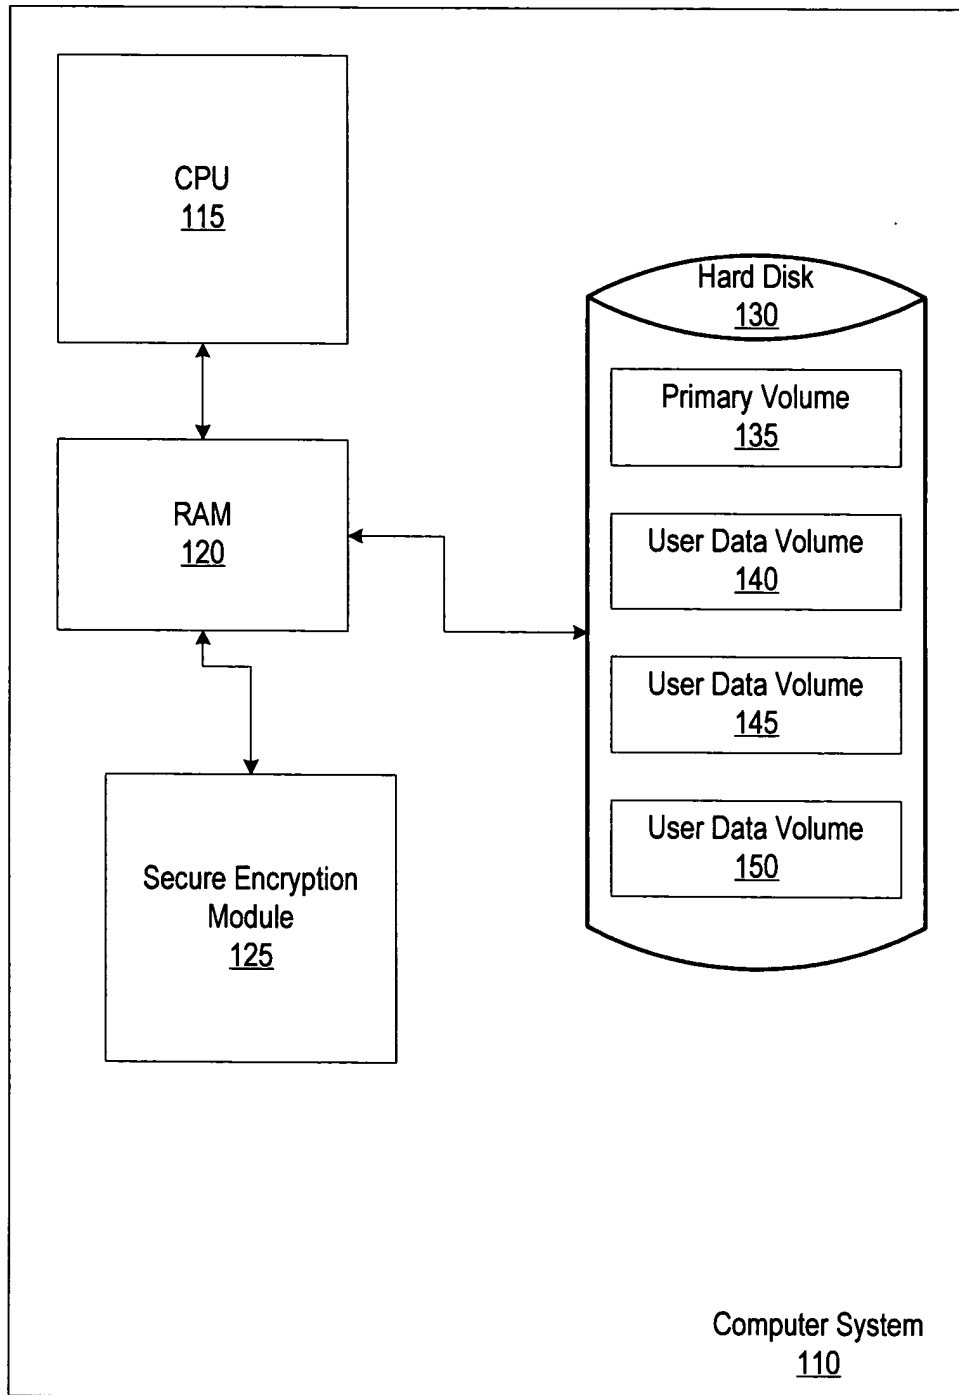 CPU
115
RAM
120
Secure Encryption
Module
125
Hard Disk
130
Primary Volume
135
User Data Volume
140
User Data Volume
145
User Data Volume
150
Computer System
110